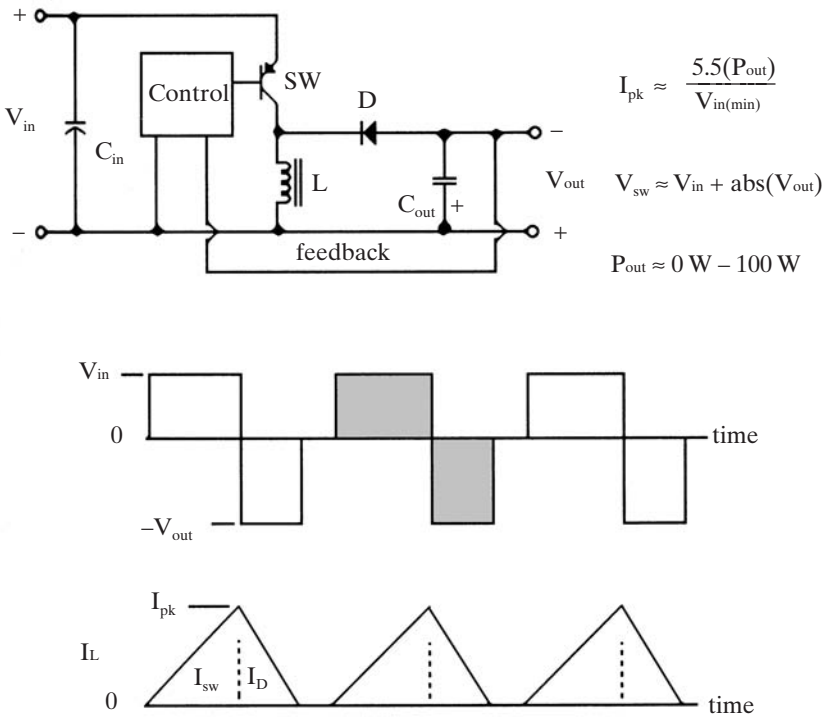 +
SW
Control
D
V_in
C_in
L
C_out
+
−
V_out
−
+
feedback
I_pk ≈ 5.5(P_out) / V_in(min)
V_sw ≈ V_in + abs(V_out)
P_out ≈ 0 W – 100 W
V_in
0
time
–V_out
I_pk
I_L
I_sw
I_D
0
time